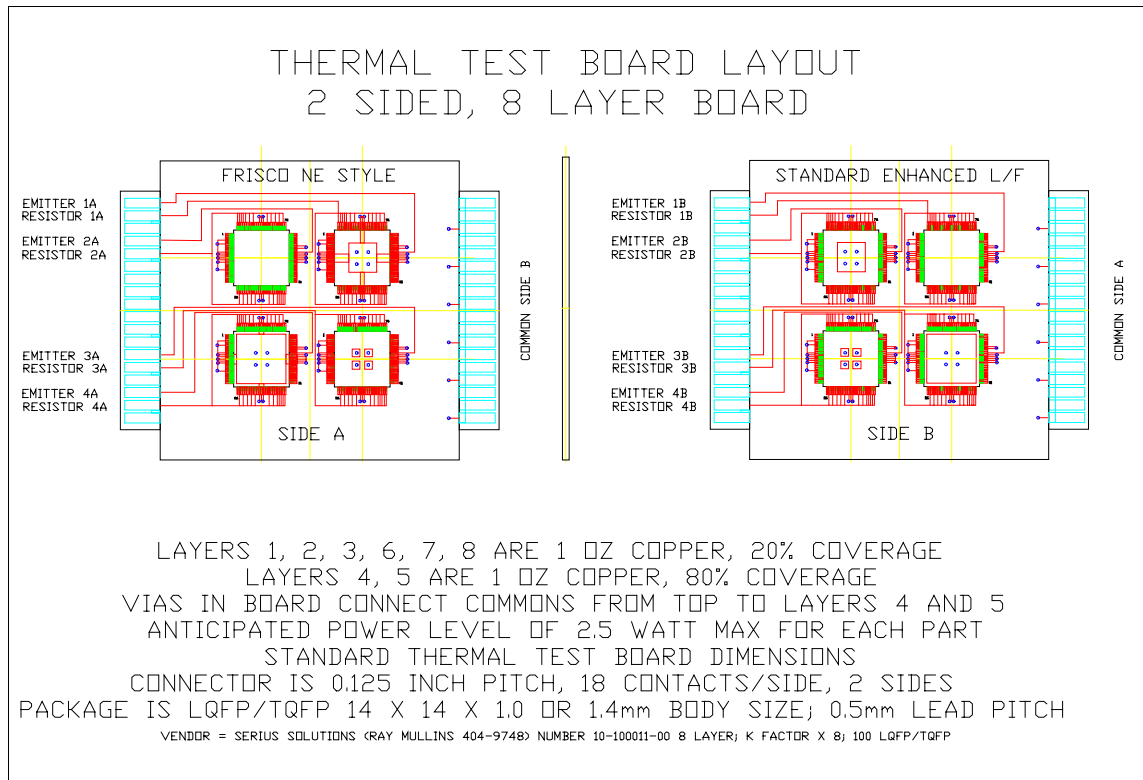 THERMAL TEST BOARD LAYOUT
2 SIDED, 8 LAYER BOARD
FRISCO NE STYLE
EMITTER 1A
RESISTOR 1A
EMITTER 2A
RESISTOR 2A
EMITTER 3A
RESISTOR 3A
EMITTER 4A
RESISTOR 4A
SIDE A
COMMON SIDE B
STANDARD ENHANCED L/F
EMITTER 1B
RESISTOR 1B
EMITTER 2B
RESISTOR 2B
EMITTER 3B
RESISTOR 3B
EMITTER 4B
RESISTOR 4B
SIDE B
COMMON SIDE A
LAYERS 1, 2, 3, 6, 7, 8 ARE 1 OZ COPPER, 20% COVERAGE
LAYERS 4, 5 ARE 1 OZ COPPER, 80% COVERAGE
VIAS IN BOARD CONNECT COMMONS FROM TOP TO LAYERS 4 AND 5
ANTICIPATED POWER LEVEL OF 2.5 WATT MAX FOR EACH PART
STANDARD THERMAL TEST BOARD DIMENSIONS
CONNECTOR IS 0.125 INCH PITCH, 18 CONTACTS/SIDE, 2 SIDES
PACKAGE IS LQFP/TQFP 14 X 14 X 1.0 OR 1.4mm BODY SIZE; 0.5mm LEAD PITCH
VENDOR = SERIUS SOLUTIONS (RAY MULLINS 404-9748) NUMBER 10-100011-00 8 LAYER; K FACTOR X 8; 100 LQFP/TQFP